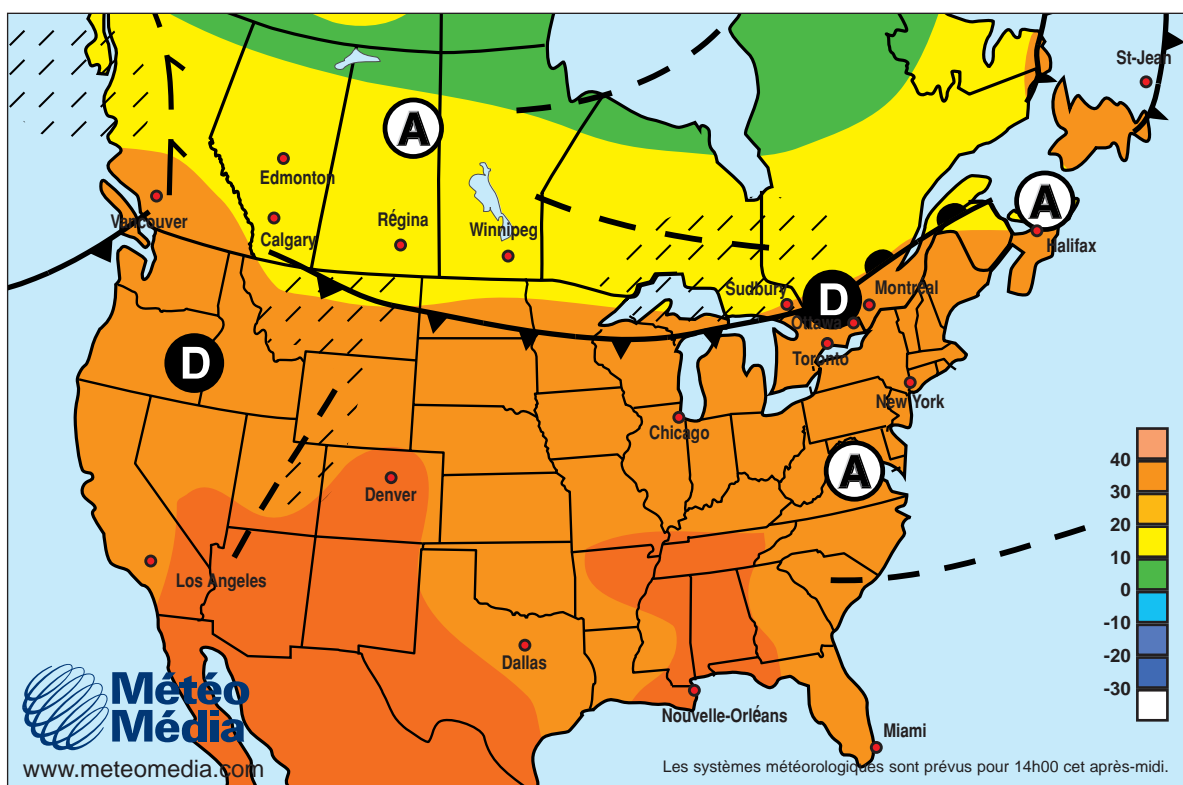 St-Jean
A
Edmonton
Vancouver
Calgary
Régina
Winnipeg
A
Halifax
Sudbury
D
Montréal
Ottawa
Toronto
D
New York
Chicago
A
Denver
Los Angeles
Dallas
Nouvelle-Orléans
Miami
40
30
20
10
0
-10
-20
-30
Météo
Média
www.meteomedia.com
Les systèmes météorologiques sont prévus pour 14h00 cet après-midi.